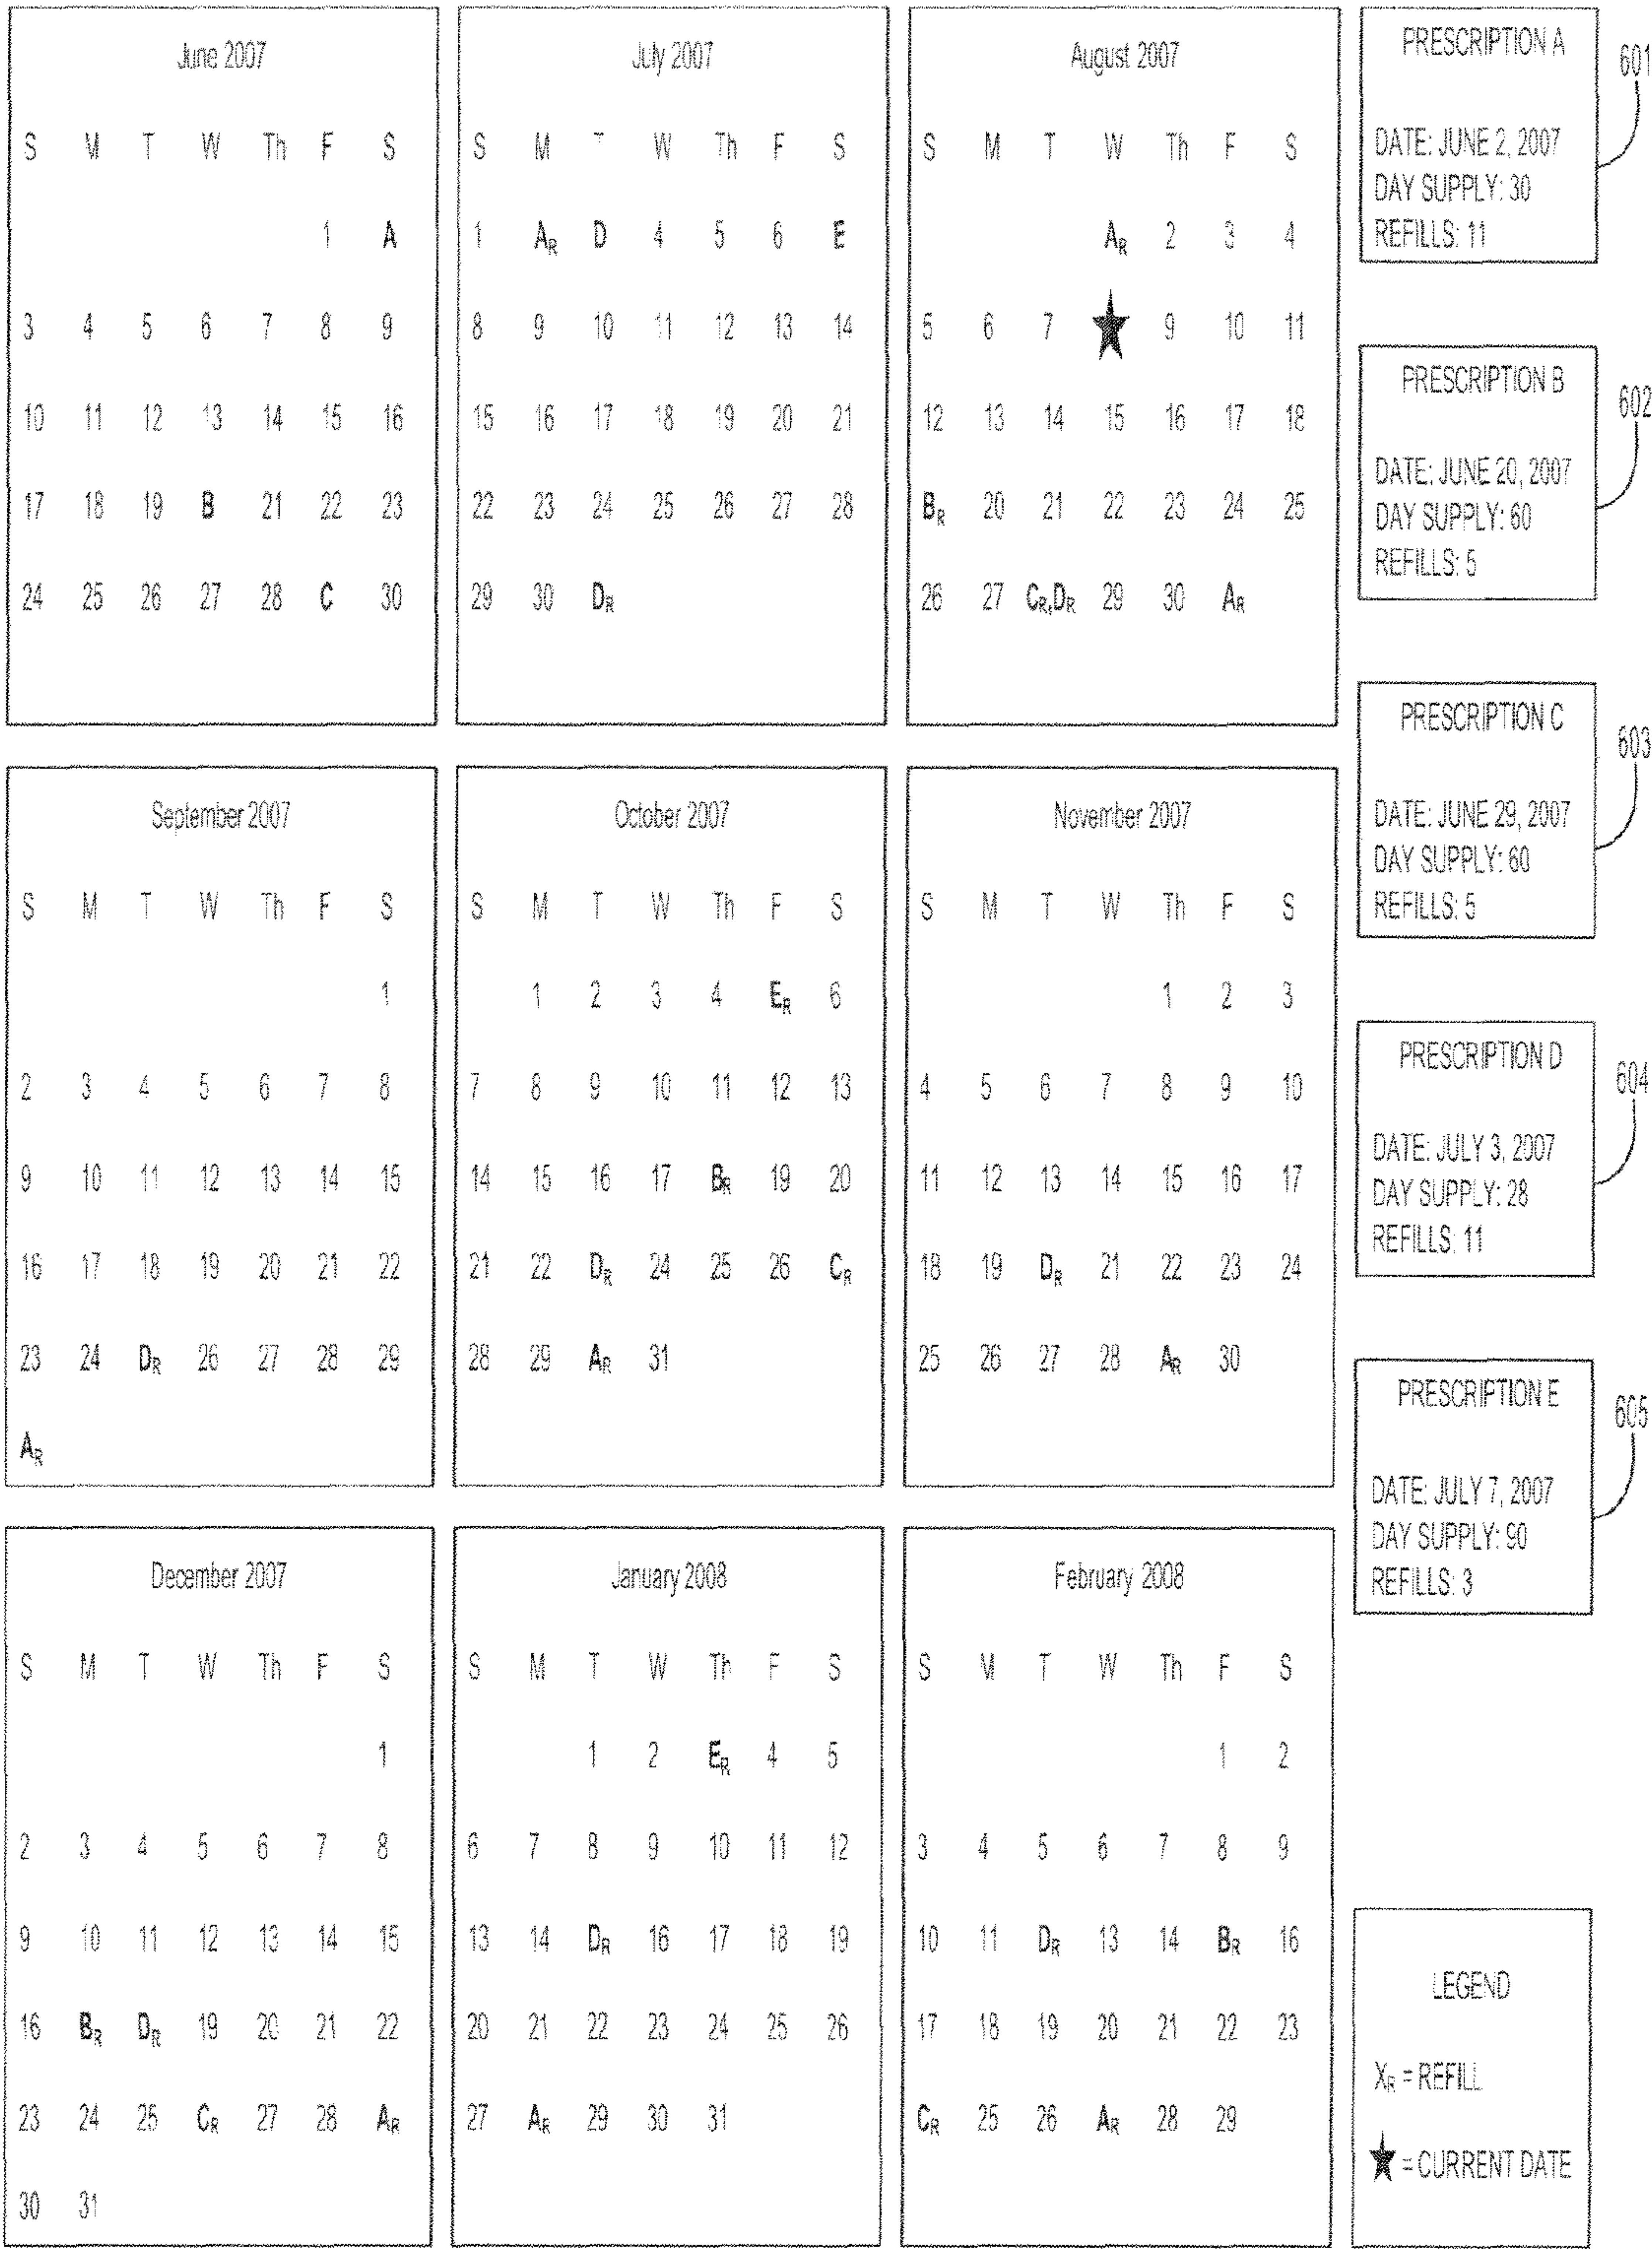 June 2007
S M T W Th F S
1 A
3 4 5 6 7 8 9
10 11 12 13 14 15 16
17 18 19 B 21 22 23
24 25 26 27 28 C 30
July 2007
S M T W Th F S
1 AR D 4 5 6 E
8 9 10 11 12 13 14
15 16 17 18 19 20 21
22 23 24 25 26 27 28
29 30 DR
August 2007
S M T W Th F S
AR 2 3 4
5 6 7 9 10 11
12 13 14 15 16 17 18
BR 20 21 22 23 24 25
26 27 CR,DR 29 30 AR
September 2007
S M T W Th F S
1
2 3 4 5 6 7 8
9 10 11 12 13 14 15
16 17 18 19 20 21 22
23 24 DR 26 27 28 29
AR
October 2007
S M T W Th F S
1 2 3 4 ER 6
7 8 9 10 11 12 13
14 15 16 17 BR 19 20
21 22 DR 24 25 26 CR
28 29 AR 31
November 2007
S M T W Th F S
1 2 3
4 5 6 7 8 9 10
11 12 13 14 15 16 17
18 19 DR 21 22 23 24
25 26 27 28 AR 30
December 2007
S M T W Th F S
1
2 3 4 5 6 7 8
9 10 11 12 13 14 15
16 BR DR 19 20 21 22
23 24 25 CR 27 28 AR
30 31
January 2008
S M T W Th F S
1 2 ER 4 5
6 7 8 9 10 11 12
13 14 DR 16 17 18 19
20 21 22 23 24 25 26
27 AR 29 30 31
February 2008
S M T W Th F S
1 2
3 4 5 6 7 8 9
10 11 DR 13 14 BR 16
17 18 19 20 21 22 23
CR 25 26 AR 28 29
PRESCRIPTION A
DATE: JUNE 2, 2007
DAY SUPPLY: 30
REFILLS: 11
601
PRESCRIPTION B
DATE: JUNE 20, 2007
DAY SUPPLY: 60
REFILLS: 5
602
PRESCRIPTION C
DATE: JUNE 29, 2007
DAY SUPPLY: 60
REFILLS: 5
603
PRESCRIPTION D
DATE: JULY 3, 2007
DAY SUPPLY: 28
REFILLS: 11
604
PRESCRIPTION E
DATE: JULY 7, 2007
DAY SUPPLY: 90
REFILLS: 3
605
LEGEND
XR = REFILL
★ = CURRENT DATE